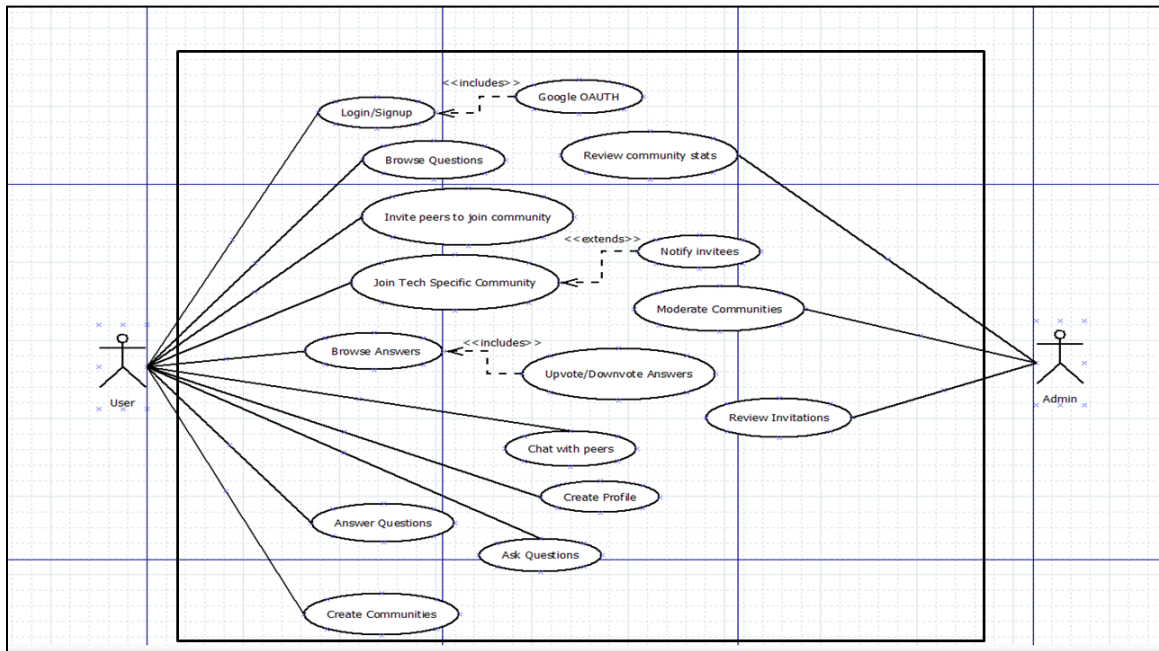 <<includes>>
Google OAUTH
Login/Signup
Browse Questions
Review community stats
Invite peers to join community
<<extends>>
Notify invitees
Join Tech Specific Community
Moderate Communities
<<includes>>
Browse Answers
Upvote/Downvote Answers
User
Admin
Review Invitations
Chat with peers
Create Profile
Answer Questions
Ask Questions
Create Communities